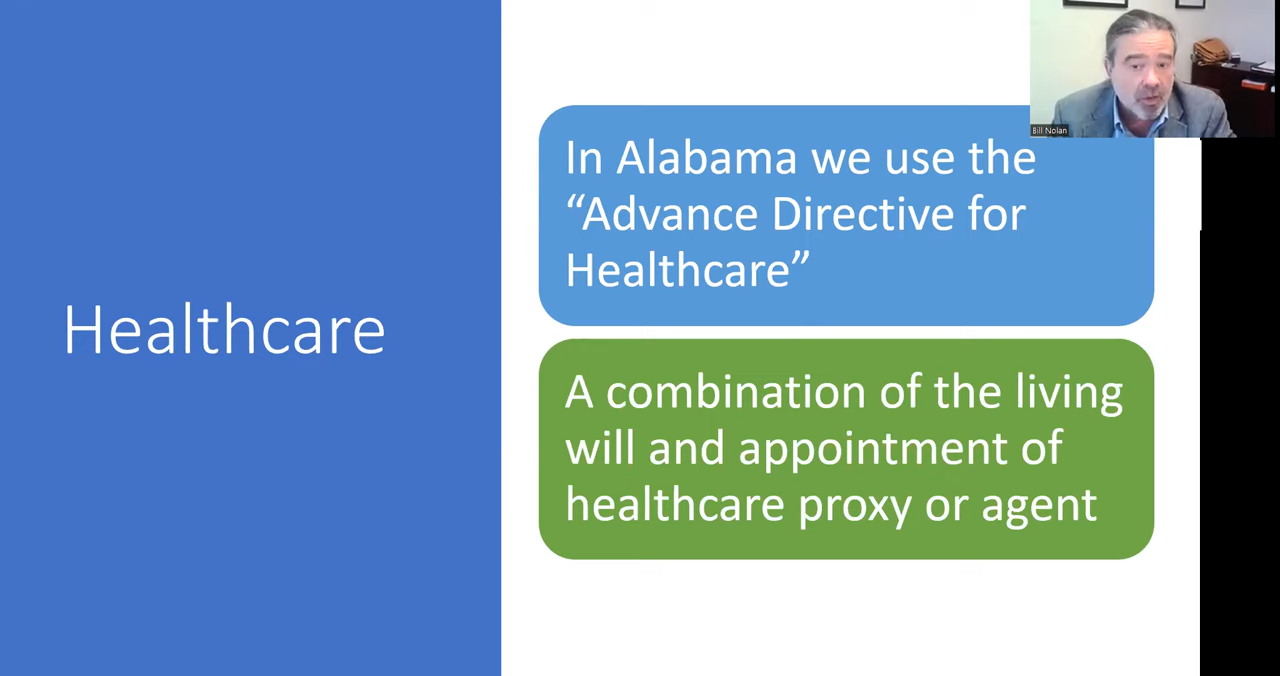 Healthcare
In Alabama we use the
“Advance Directive for
Healthcare”
A combination of the living
will and appointment of
healthcare proxy or agent
Bill Nolan